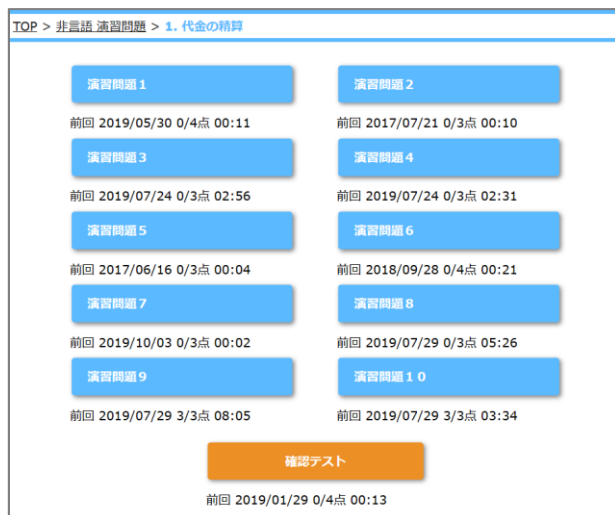 TOP > 非言語 演習問題 > 1. 代金の精算
演習問題1 演習問題2
前回 2019/05/30 0/4点 00:11 前回 2017/07/21 0/3点 00:10
演習問題3 演習問題4
前回 2019/07/24 0/3点 02:56 前回 2019/07/24 0/3点 02:31
演習問題5 演習問題6
前回 2017/06/16 0/3点 00:04 前回 2018/09/28 0/4点 00:21
演習問題7 演習問題8
前回 2019/10/03 0/3点 00:02 前回 2019/07/29 0/3点 05:26
演習問題9 演習問題10
前回 2019/07/29 3/3点 08:05 前回 2019/07/29 3/3点 03:34
確認テスト
前回 2019/01/29 0/4点 00:13